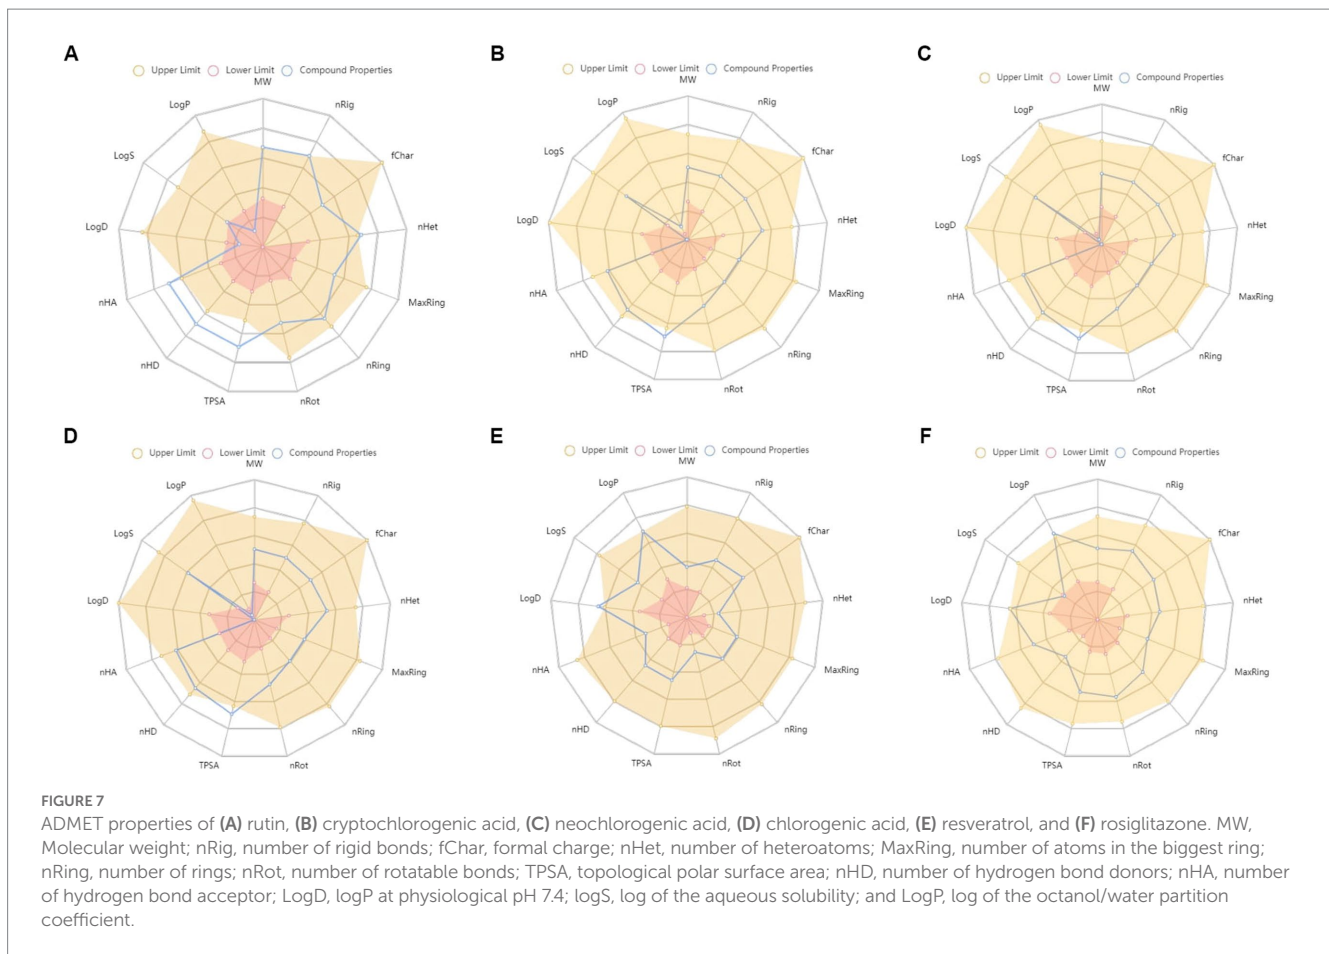 A
Upper Limit Lower Limit Compound Properties
MW
LogP
nRig
LogS
fChar
LogD
nHet
nHA
MaxRing
nHD
nRing
TPSA
nRot
B
Upper Limit Lower Limit Compound Properties
MW
LogP
nRig
LogS
fChar
LogD
nHet
nHA
MaxRing
nHD
nRing
TPSA
nRot
C
Upper Limit Lower Limit Compound Properties
MW
LogP
nRig
LogS
fChar
LogD
nHet
nHA
MaxRing
nHD
nRing
TPSA
nRot
D
Upper Limit Lower Limit Compound Properties
MW
LogP
nRig
LogS
fChar
LogD
nHet
nHA
MaxRing
nHD
nRing
TPSA
nRot
E
Upper Limit Lower Limit Compound Properties
MW
LogP
nRig
LogS
fChar
LogD
nHet
nHA
MaxRing
nHD
nRing
TPSA
nRot
F
Upper Limit Lower Limit Compound Properties
MW
LogP
nRig
LogS
fChar
LogD
nHet
nHA
MaxRing
nHD
nRing
TPSA
nRot
FIGURE 7
ADMET properties of (A) rutin, (B) cryptochlorogenic acid, (C) neochlorogenic acid, (D) chlorogenic acid, (E) resveratrol, and (F) rosiglitazone. MW,
Molecular weight; nRig, number of rigid bonds; fChar, formal charge; nHet, number of heteroatoms; MaxRing, number of atoms in the biggest ring;
nRing, number of rings; nRot, number of rotatable bonds; TPSA, topological polar surface area; nHD, number of hydrogen bond donors; nHA, number
of hydrogen bond acceptor; LogD, logP at physiological pH 7.4; logS, log of the aqueous solubility; and LogP, log of the octanol/water partition
coefficient.